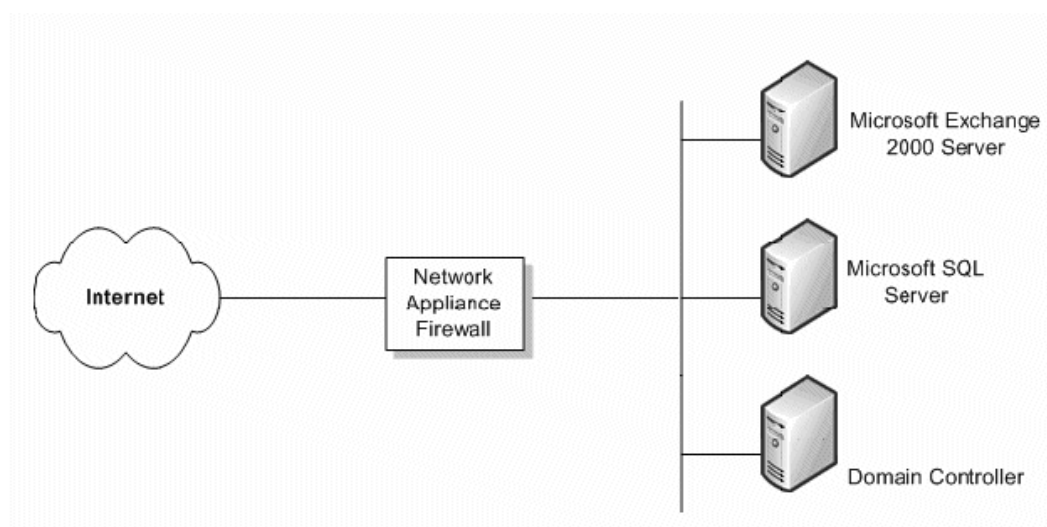 Internet
Network
Appliance
Firewall
Microsoft Exchange
2000 Server
Microsoft SQL
Server
Domain Controller